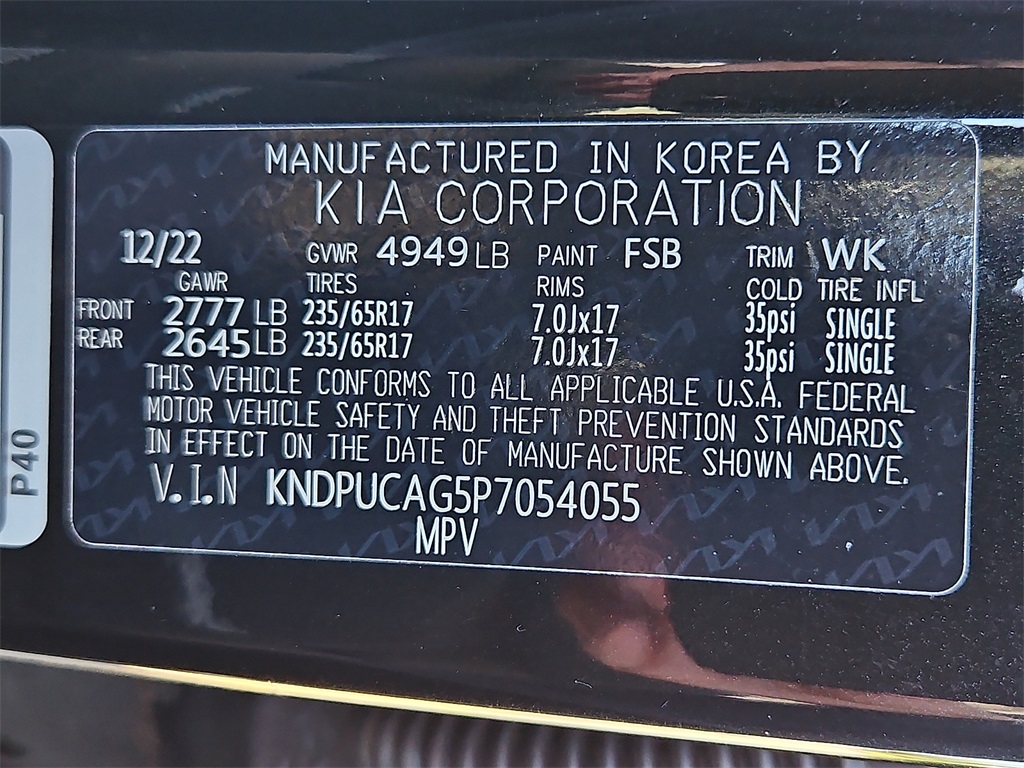 MANUFACTURED IN KOREA BY
KIA CORPORATION
12/22 GVWR 4949 LB PAINT FSB TRIM WK
GAWR TIRES RIMS COLD TIRE INFL
FRONT 2777 LB 235/65R17 7.0Jx17 35psi SINGLE
REAR 2645 LB 235/65R17 7.0Jx17 35psi SINGLE
THIS VEHICLE CONFORMS TO ALL APPLICABLE U.S.A. FEDERAL
MOTOR VEHICLE SAFETY AND THEFT PREVENTION STANDARDS
IN EFFECT ON THE DATE OF MANUFACTURE SHOWN ABOVE.
V.I.N KNDPUCAG5P7054055
MPV
P40